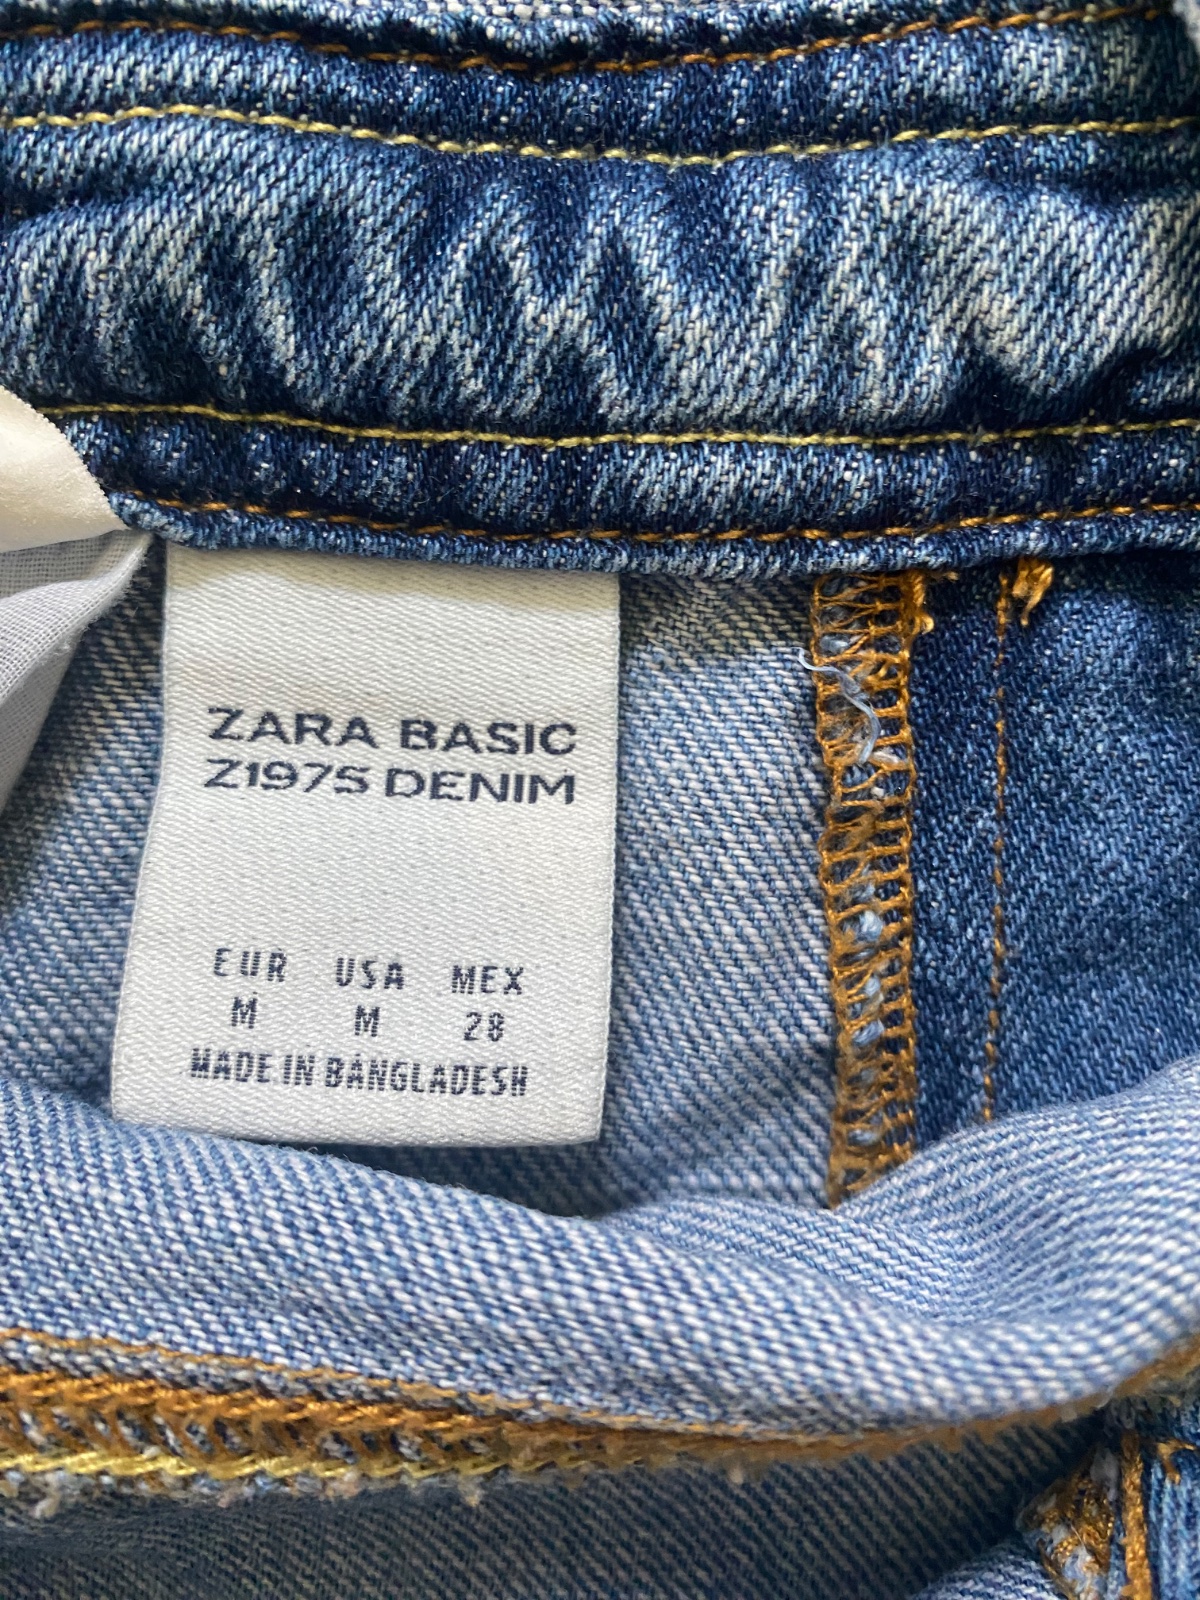 ZARA BASIC
Z1975 DENIM
EUR USA MEX
M M 28
MADE IN BANGLADESH